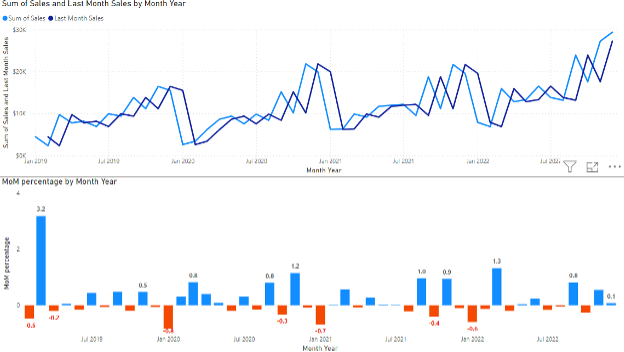 Sum of Sales and Last Month Sales by Month Year
Sum of Sales Last Month Sales
Sum of Sales and Last Month Sales
$30K
$20K
$10K
$0K
Jan 2019 Jul 2019 Jan 2020 Jul 2020 Jan 2021 Jul 2021 Jan 2022 Jul 2022
Month Year
MoM percentage by Month Year
MoM percentage
4
2
0
3.2 0.5 0.8 0.8 1.2 1.0 0.9 1.3 0.8 0.1
0.5 -0.2 -0.3 -0.7 -0.4 -0.6
Jul 2019 Jan 2020 Jul 2020 Jan 2021 Jul 2021 Jan 2022 Jul 2022
Month Year